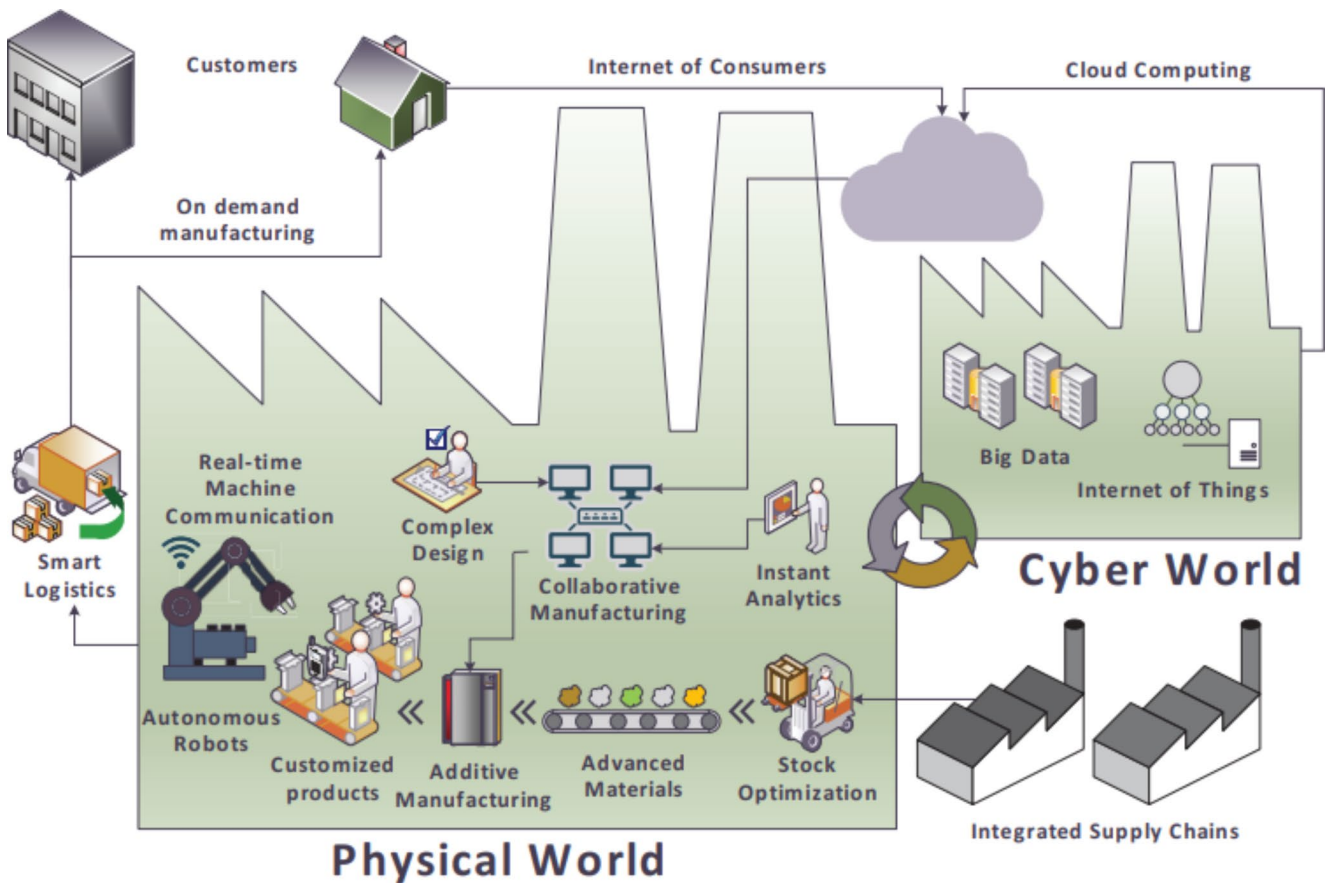 Customers
Internet of Consumers
Cloud Computing
On demand
manufacturing
Big Data
Internet of Things
Cyber World
Real-time
Machine
Communication
Complex
Design
Collaborative
Manufacturing
Instant
Analytics
Smart
Logistics
Autonomous
Robots
Customized
products
Additive
Manufacturing
Advanced
Materials
Stock
Optimization
Integrated Supply Chains
Physical World